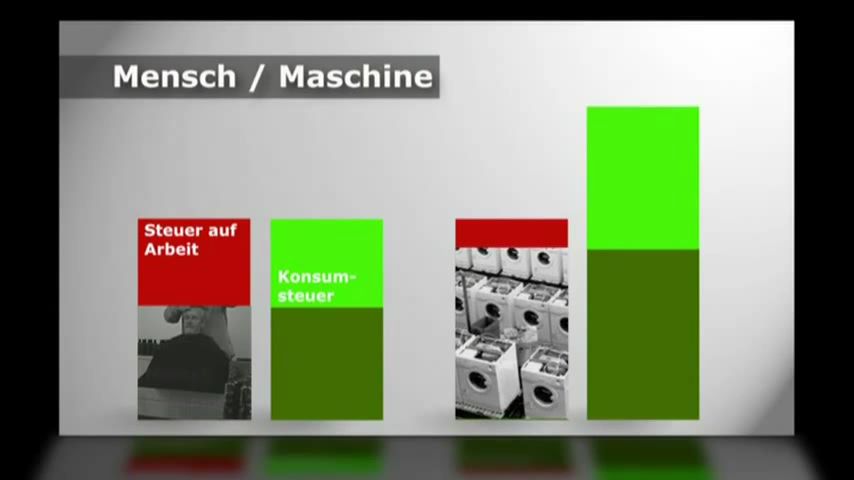 Mensch / Maschine
Steuer auf
Arbeit
Konsum-
steuer